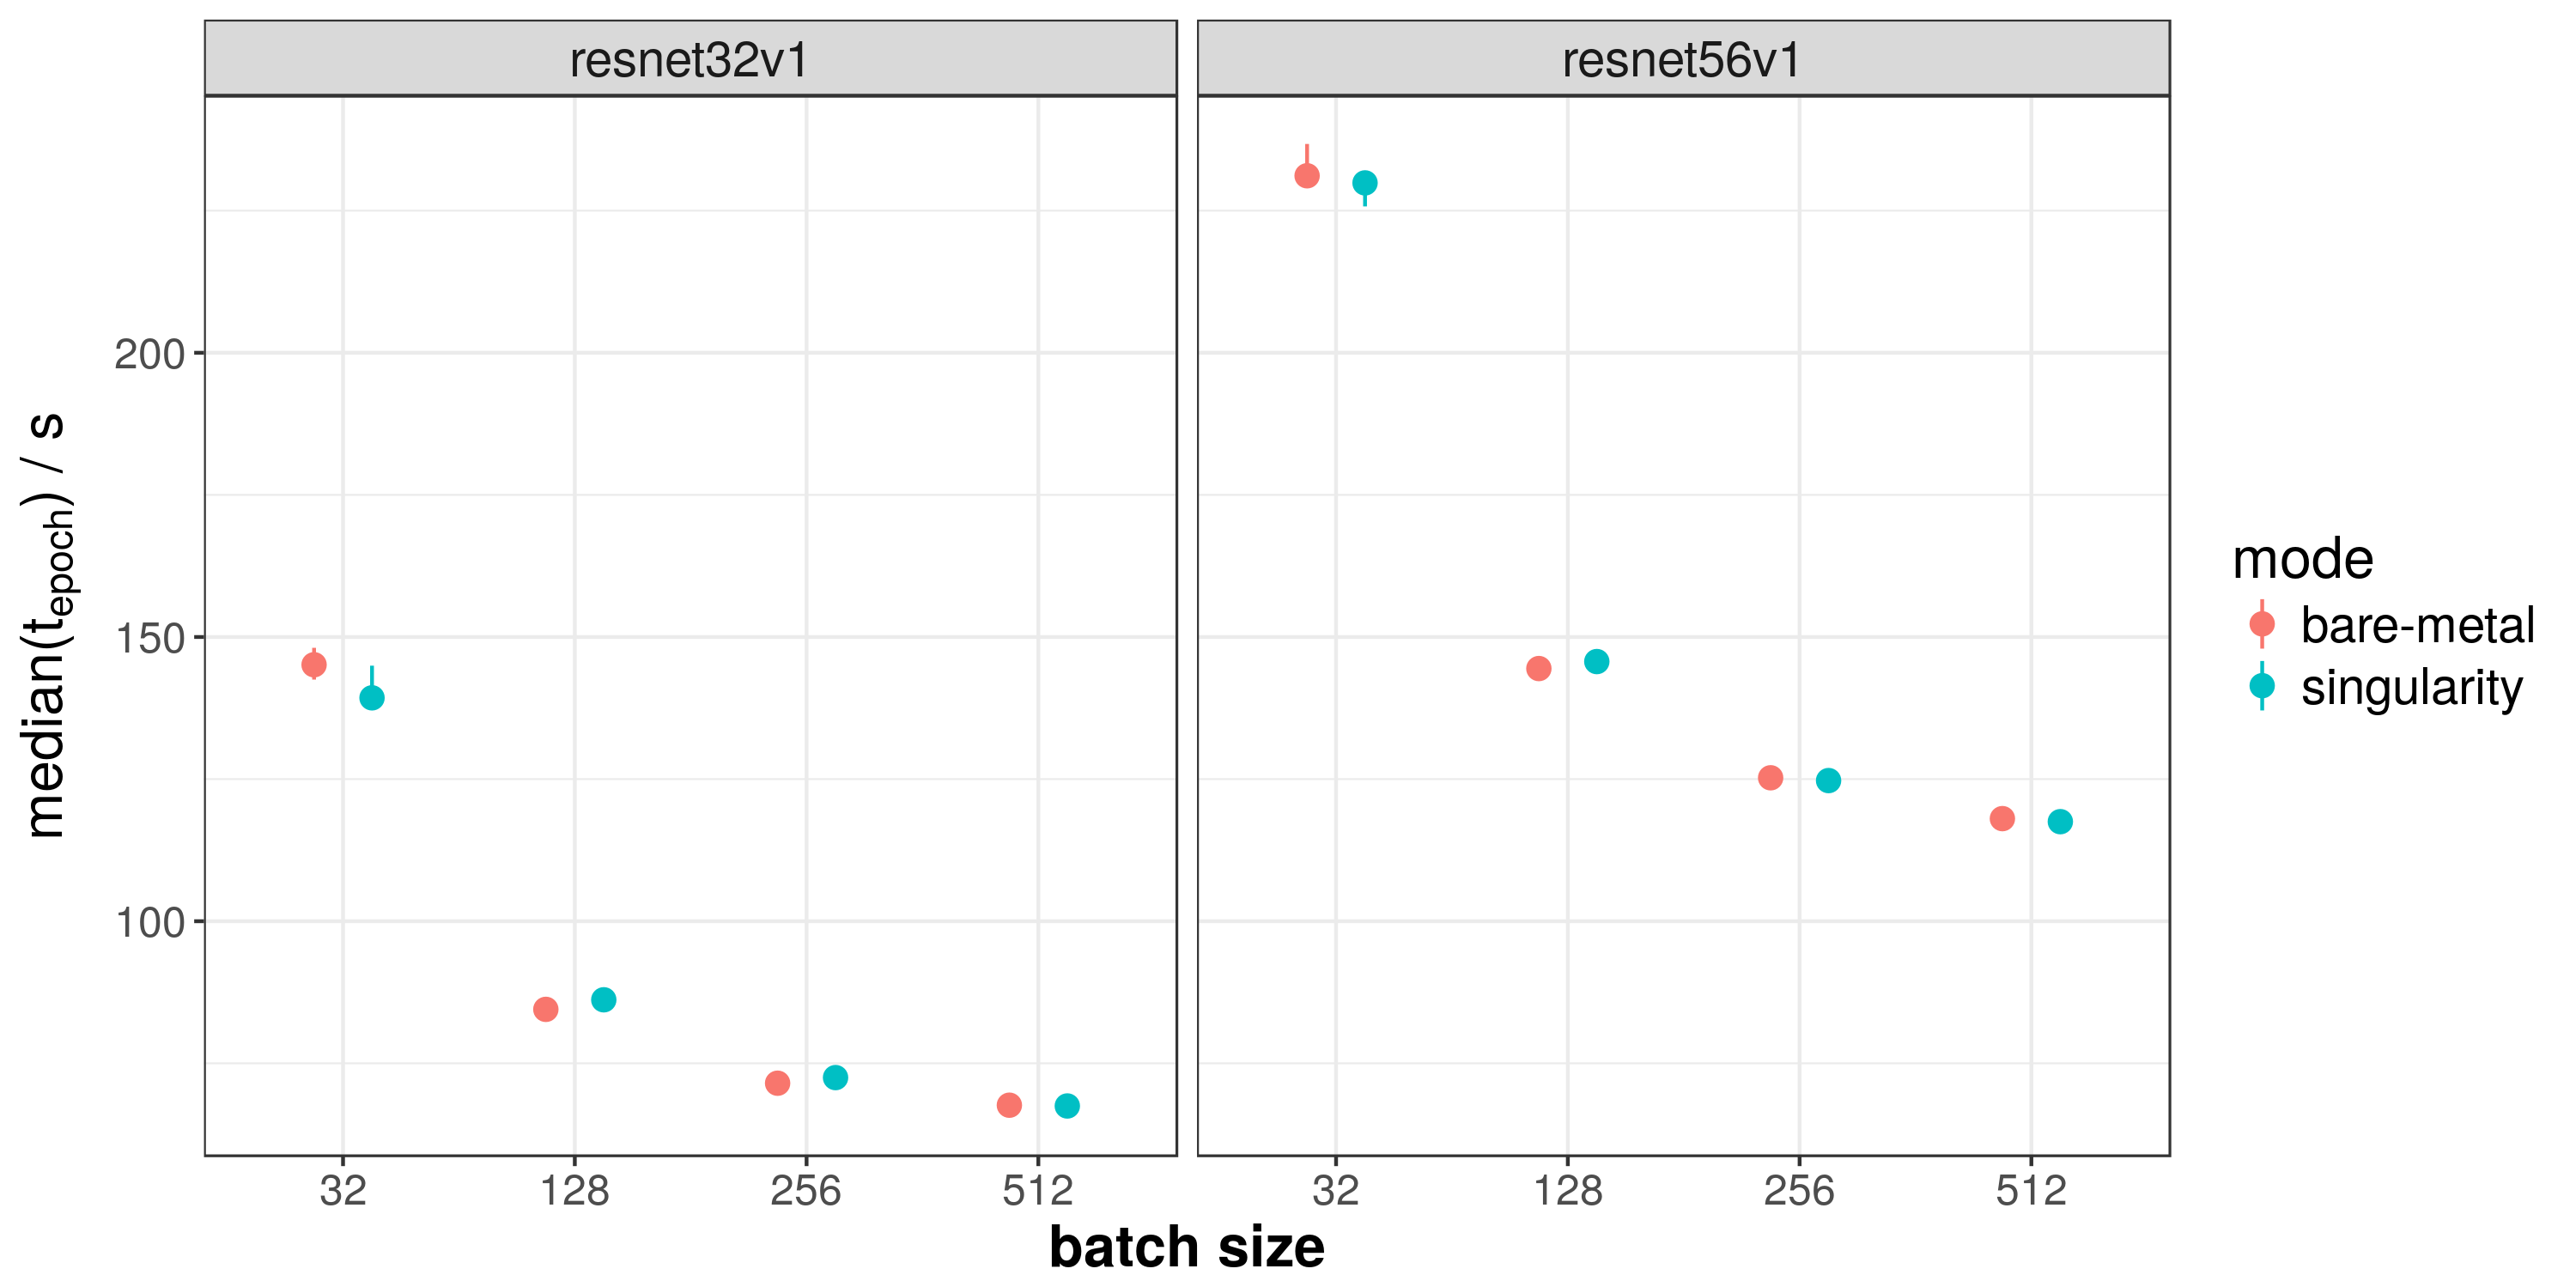 resnet32v1
resnet56v1
median(t_epoch) / s
200
150
100
32
128
256
512
32
128
256
512
batch size
mode
bare-metal
singularity